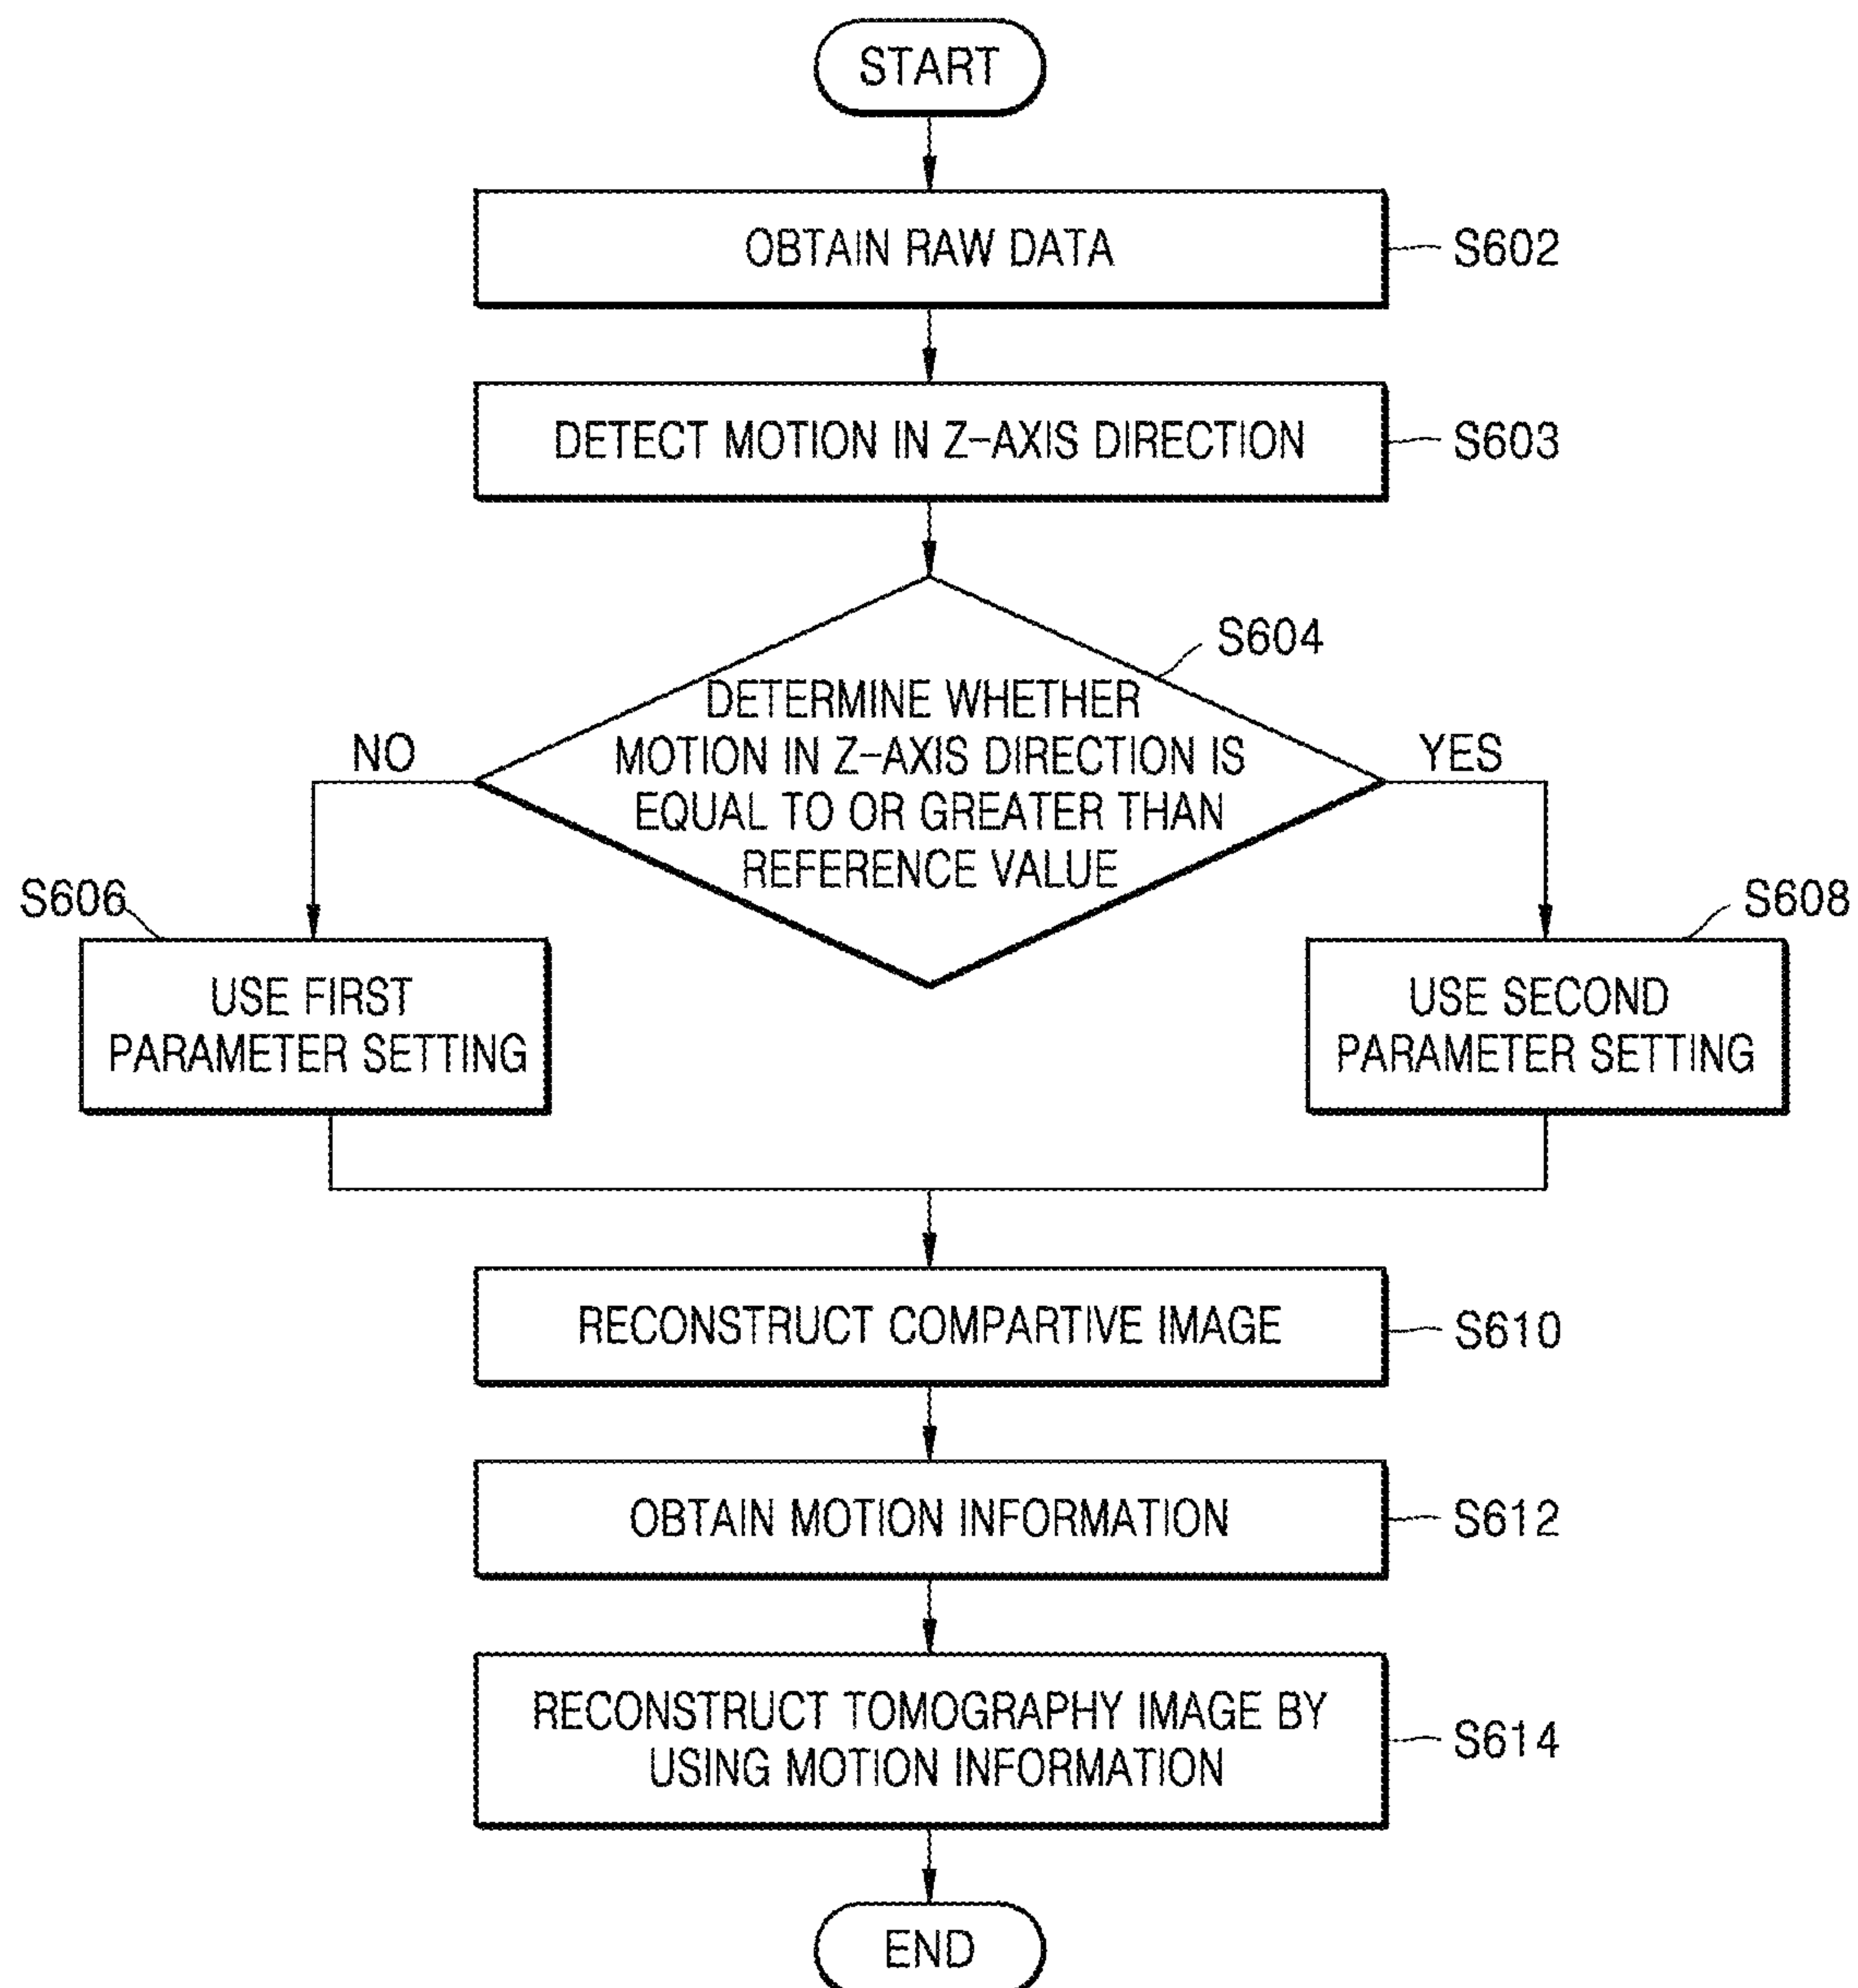 START
OBTAIN RAW DATA
S602
DETECT MOTION IN Z-AXIS DIRECTION
S603
S604
DETERMINE WHETHER
MOTION IN Z-AXIS DIRECTION IS
EQUAL TO OR GREATER THAN
REFERENCE VALUE
NO
YES
S606
USE FIRST
PARAMETER SETTING
S608
USE SECOND
PARAMETER SETTING
RECONSTRUCT COMPARTIVE IMAGE
S610
OBTAIN MOTION INFORMATION
S612
RECONSTRUCT TOMOGRAPHY IMAGE BY
USING MOTION INFORMATION
S614
END